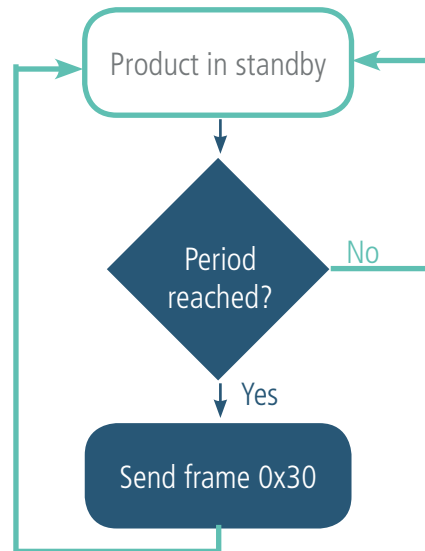 Product in standby
Period
reached?
No
Yes
Send frame 0x30